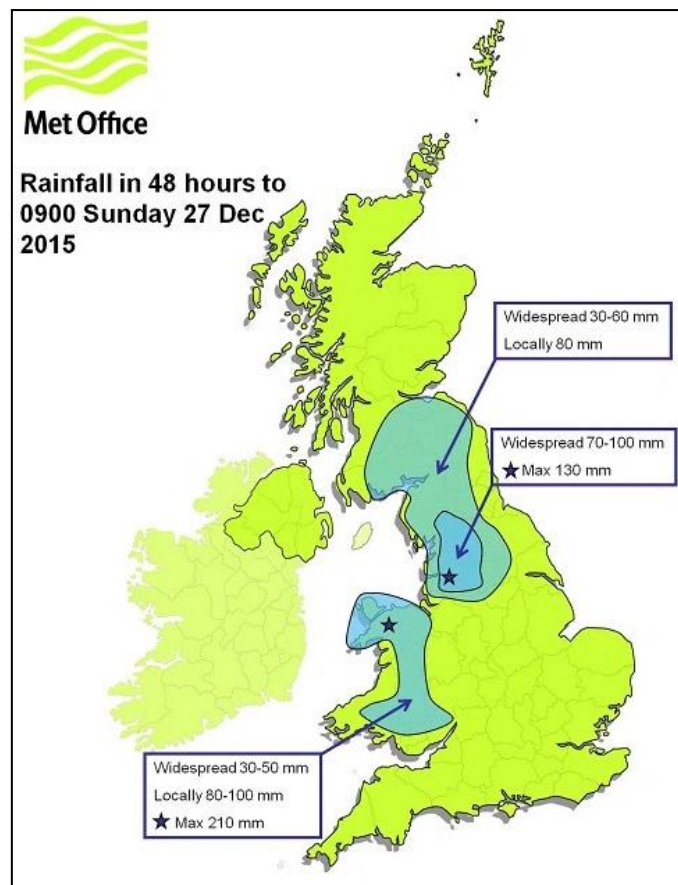 Met Office
Rainfall in 48 hours to
0900 Sunday 27 Dec
2015
Widespread 30-60 mm
Locally 80 mm
Widespread 70-100 mm
Max 130 mm
Widespread 30-50 mm
Locally 80-100 mm
Max 210 mm